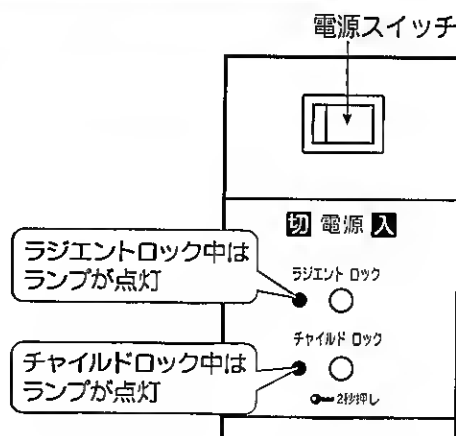 電源スイッチ
切 電源 入
ラジエントロック中は
ランプが点灯
ラジエント ロック
チャイルド ロック
チャイルドロック中は
ランプが点灯
2秒押し